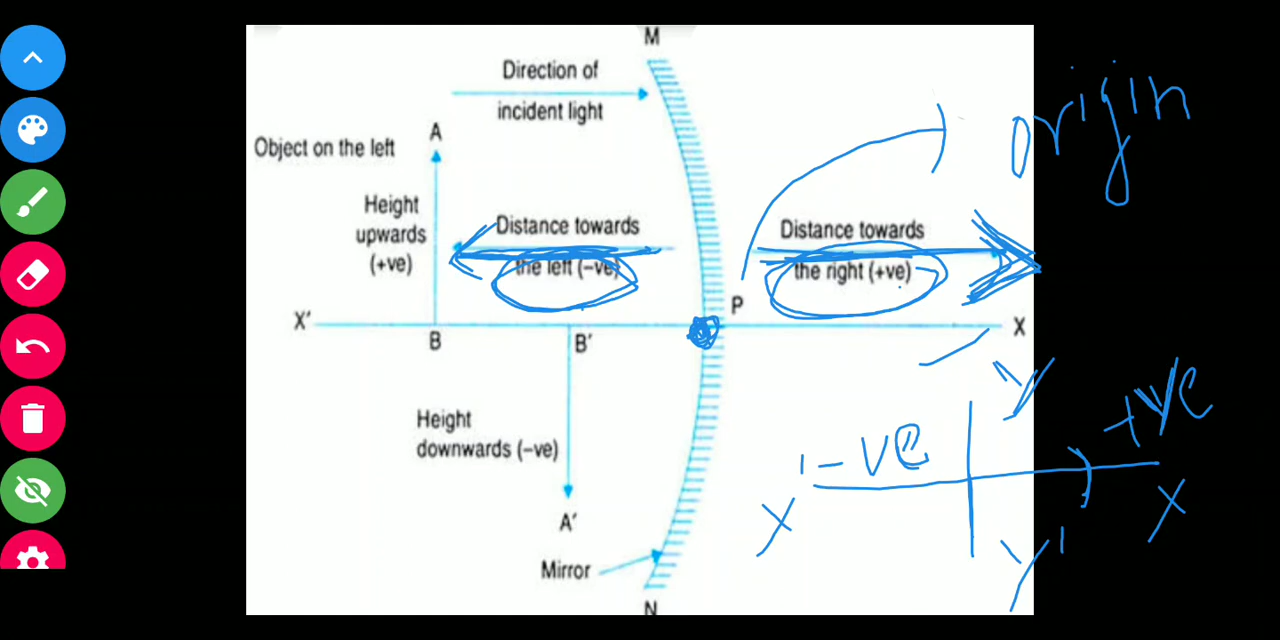 M
Direction of
incident light
origin
A
Object on the left
Height
upwards
(+ve)
Distance towards
the left (−ve)
Distance towards
the right (+ve)
P
X'
B
B'
X
Y
+ve
-ve
Height
downwards (−ve)
X'
X
A'
Y'
Mirror
N